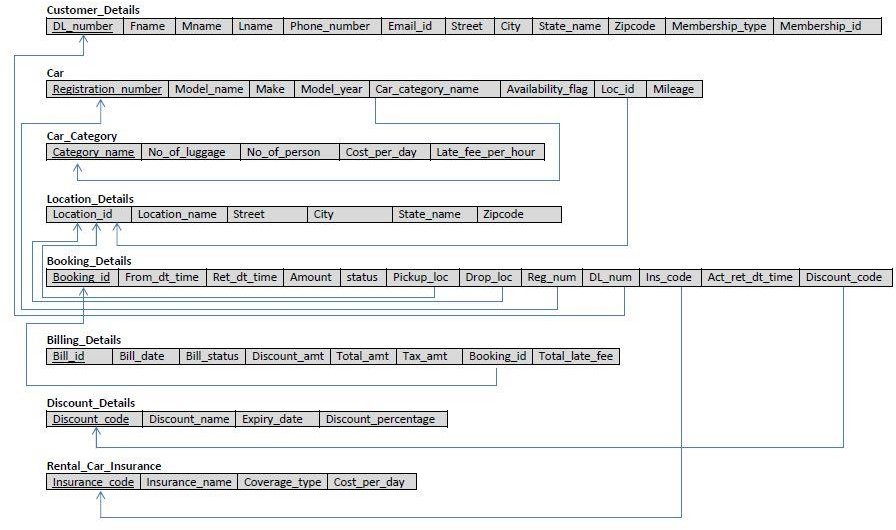 Customer_Details
DL_number Fname Mname Lname Phone_number Email_id Street City State_name Zipcode Membership_type Membership_id
Car
Registration_number Model_name Make Model_year Car_category_name Availability_flag Loc_id Mileage
Car_Category
Category_name No_of_luggage No_of_person Cost_per_day Late_fee_per_hour
Location_Details
Location_id Location_name Street City State_name Zipcode
Booking_Details
Booking_id From_dt_time Ret_dt_time Amount status Pickup_loc Drop_loc Reg_num DL_num Ins_code Act_ret_dt_time Discount_code
Billing_Details
Bill_id Bill_date Bill_status Discount_amt Total_amt Tax_amt Booking_id Total_late_fee
Discount_Details
Discount_code Discount_name Expiry_date Discount_percentage
Rental_Car_Insurance
Insurance_code Insurance_name Coverage_type Cost_per_day